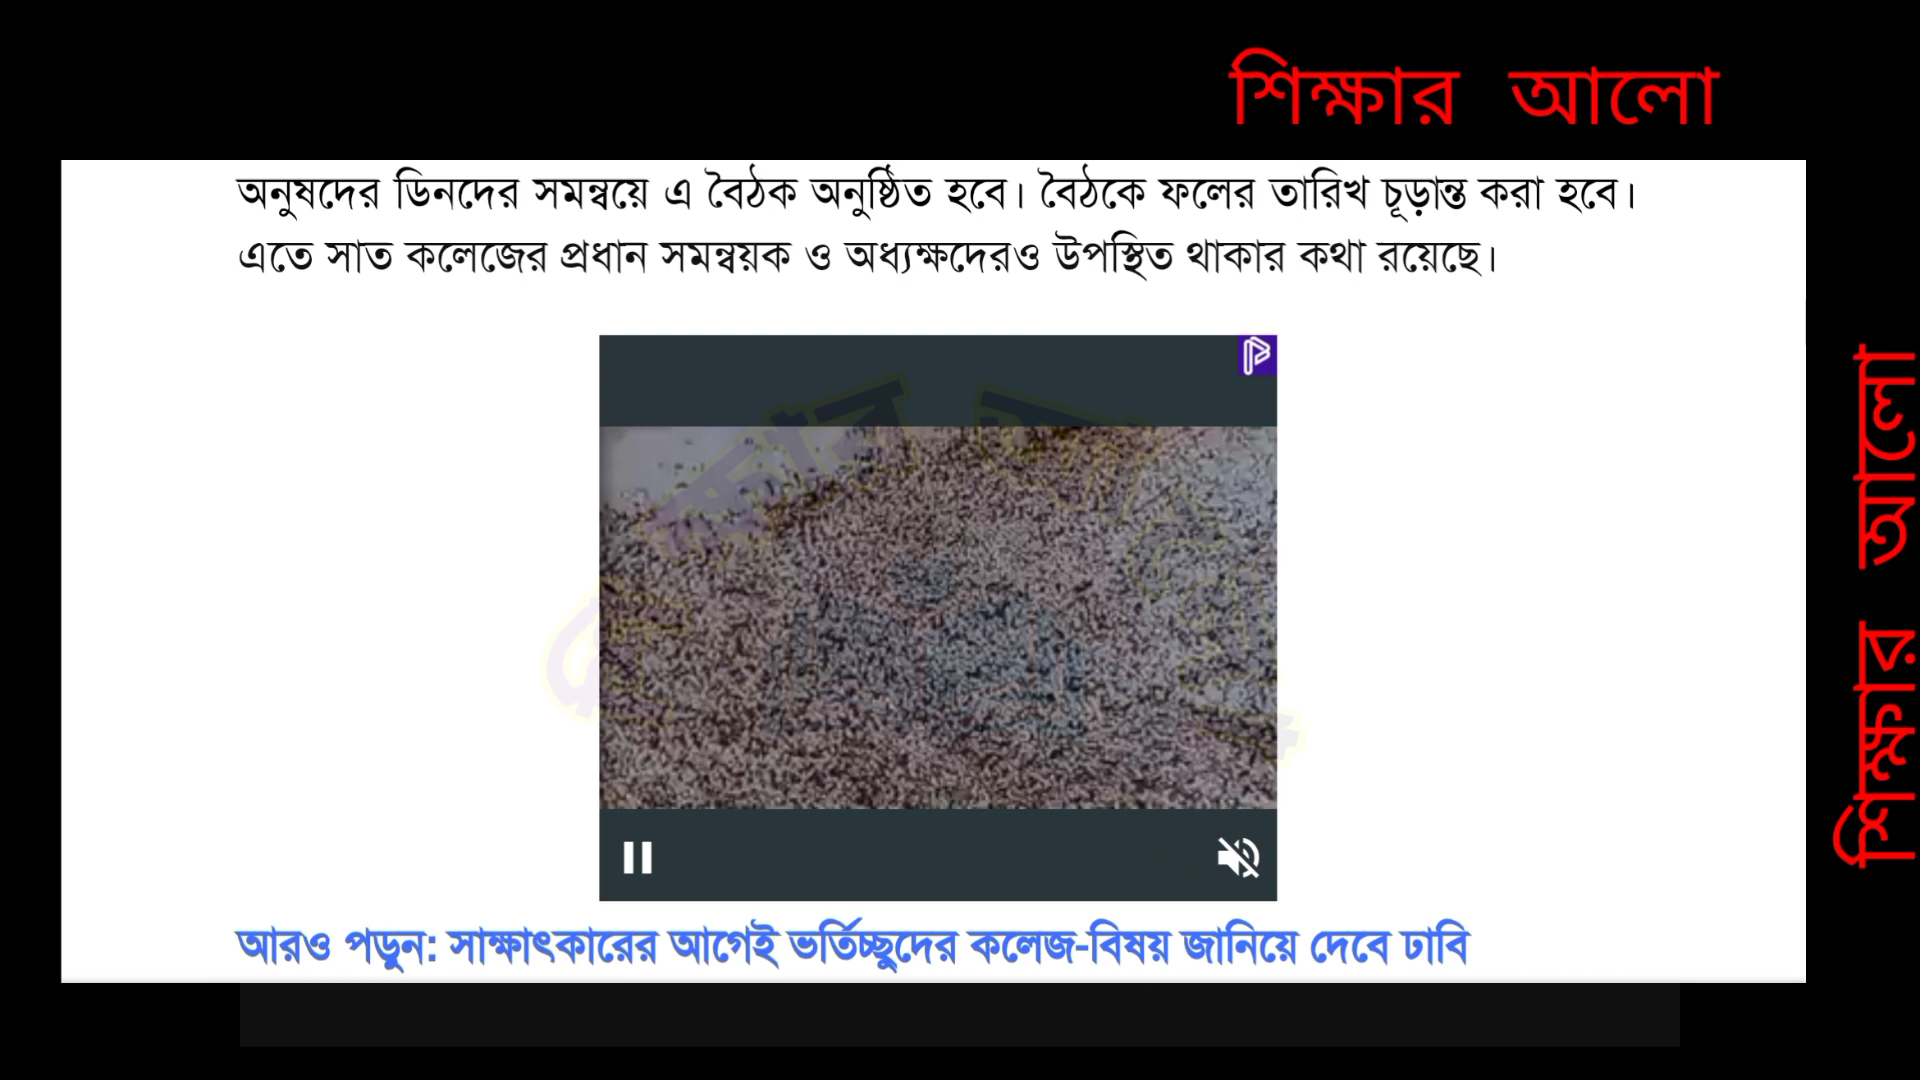 শিক্ষার আলো
অনুষদের ডিনদের সমন্বয়ে এ বৈঠক অনুষ্ঠিত হবে। বৈঠকে ফলের তারিখ চূড়ান্ত করা হবে।
এতে সাত কলেজের প্রধান সমন্বয়ক ও অধ্যক্ষদেরও উপস্থিত থাকার কথা রয়েছে।
আরও পড়ুন: সাক্ষাৎকারের আগেই ভর্তিচ্ছুদের কলেজ-বিষয় জানিয়ে দেবে ঢাবি
শিক্ষার আলো